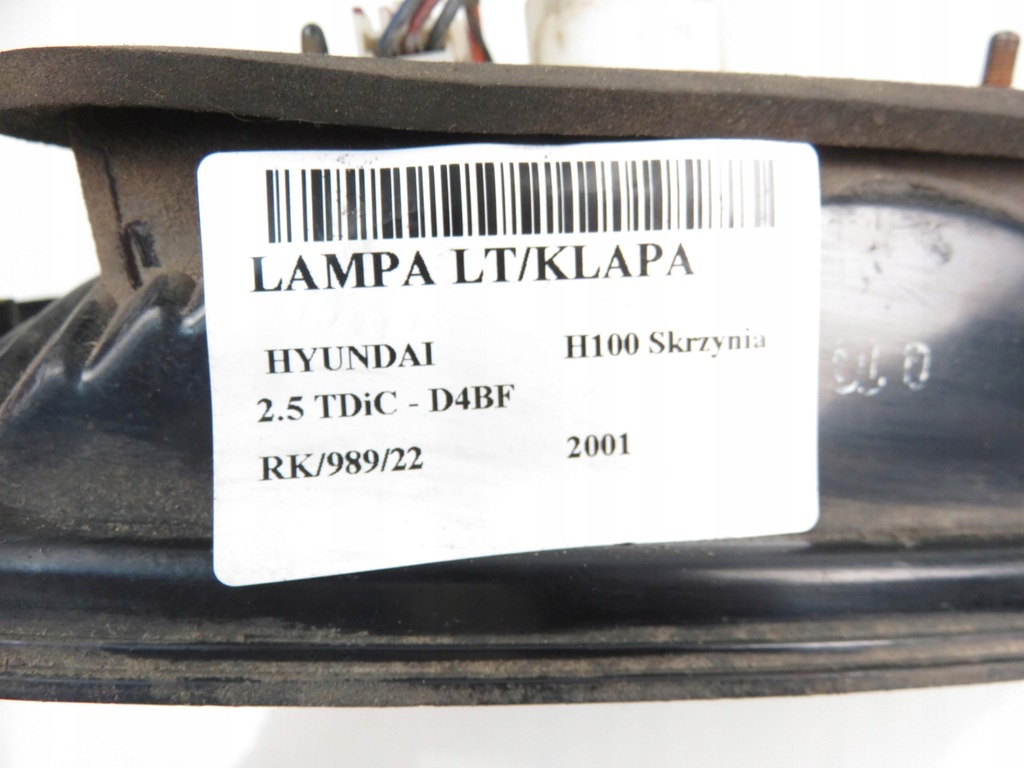 LAMPA LT/KLAPA
HYUNDAI H100 Skrzynia
2.5 TDiC - D4BF
RK/989/22 2001